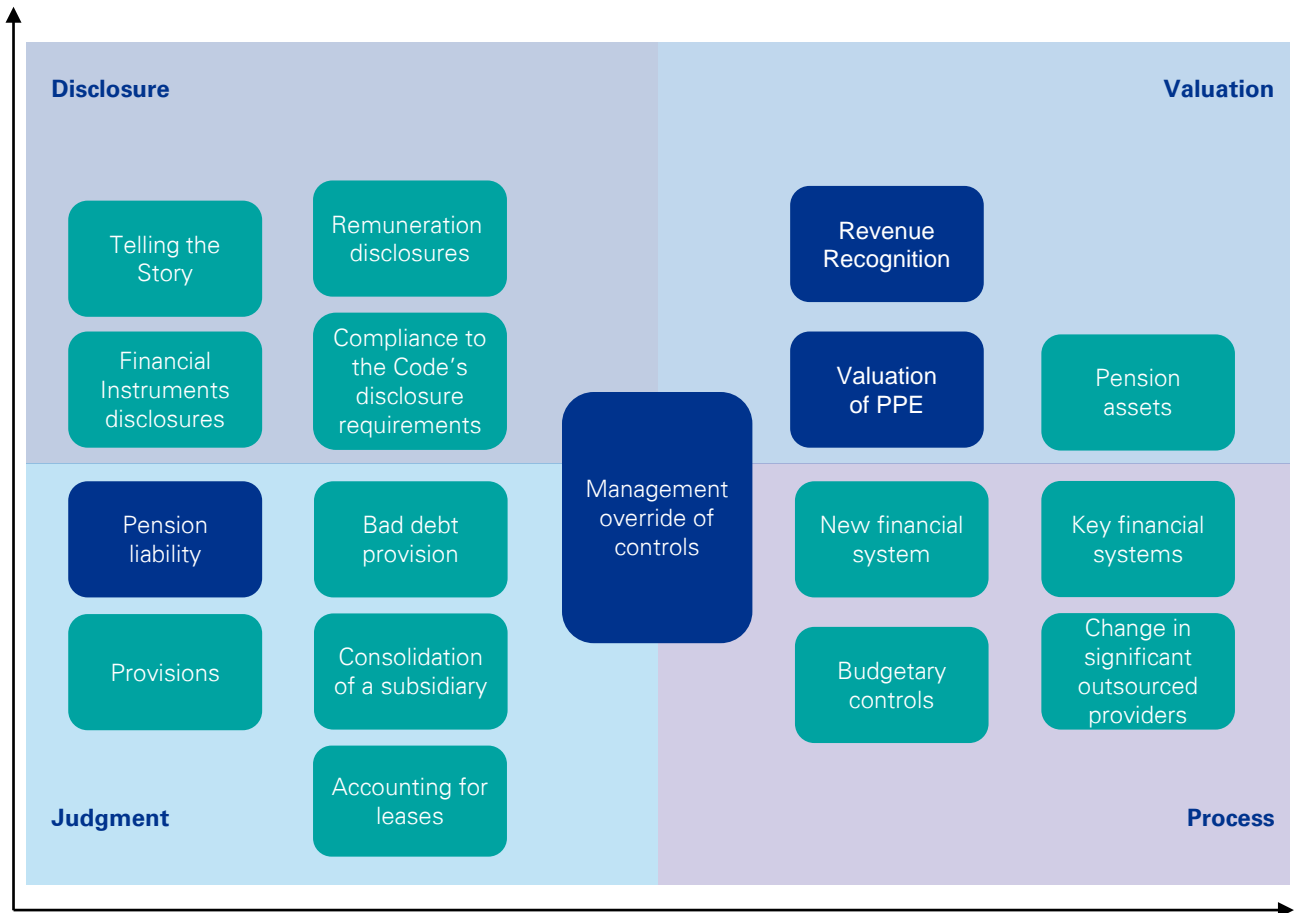 Disclosure
Valuation
Telling the
Story
Remuneration
disclosures
Financial
Instruments
disclosures
Compliance to
the Code's
disclosure
requirements
Revenue
Recognition
Valuation
of PPE
Pension
assets
Management
override of
controls
Pension
liability
Bad debt
provision
Provisions
Consolidation
of a subsidiary
Accounting for
leases
Judgment
New financial
system
Key financial
systems
Budgetary
controls
Change in
significant
outsourced
providers
Process